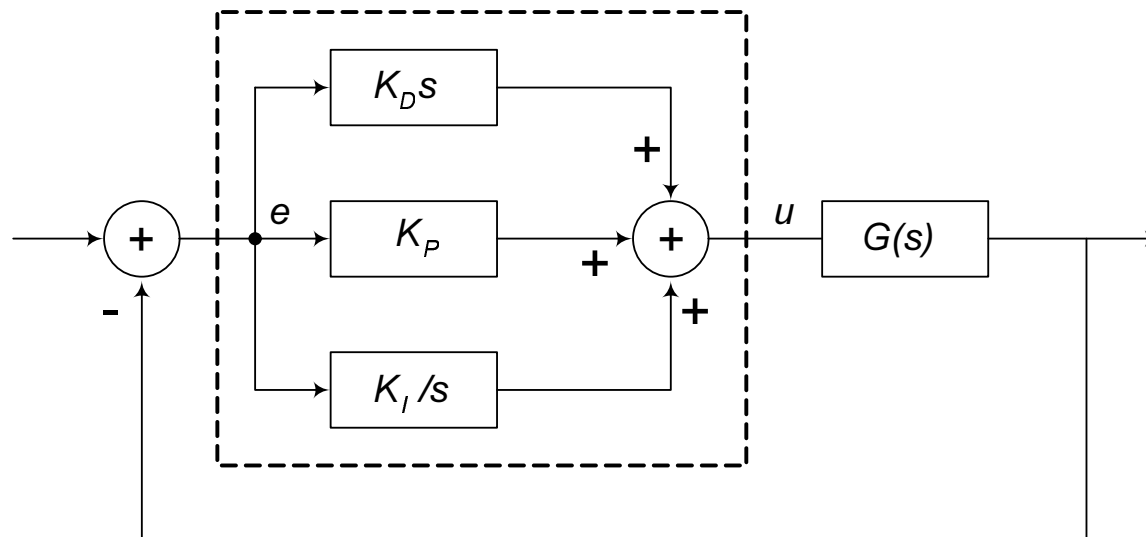 K_D s
+
e
K_P
u
G(s)
+
+
+
-
+
K_I /s